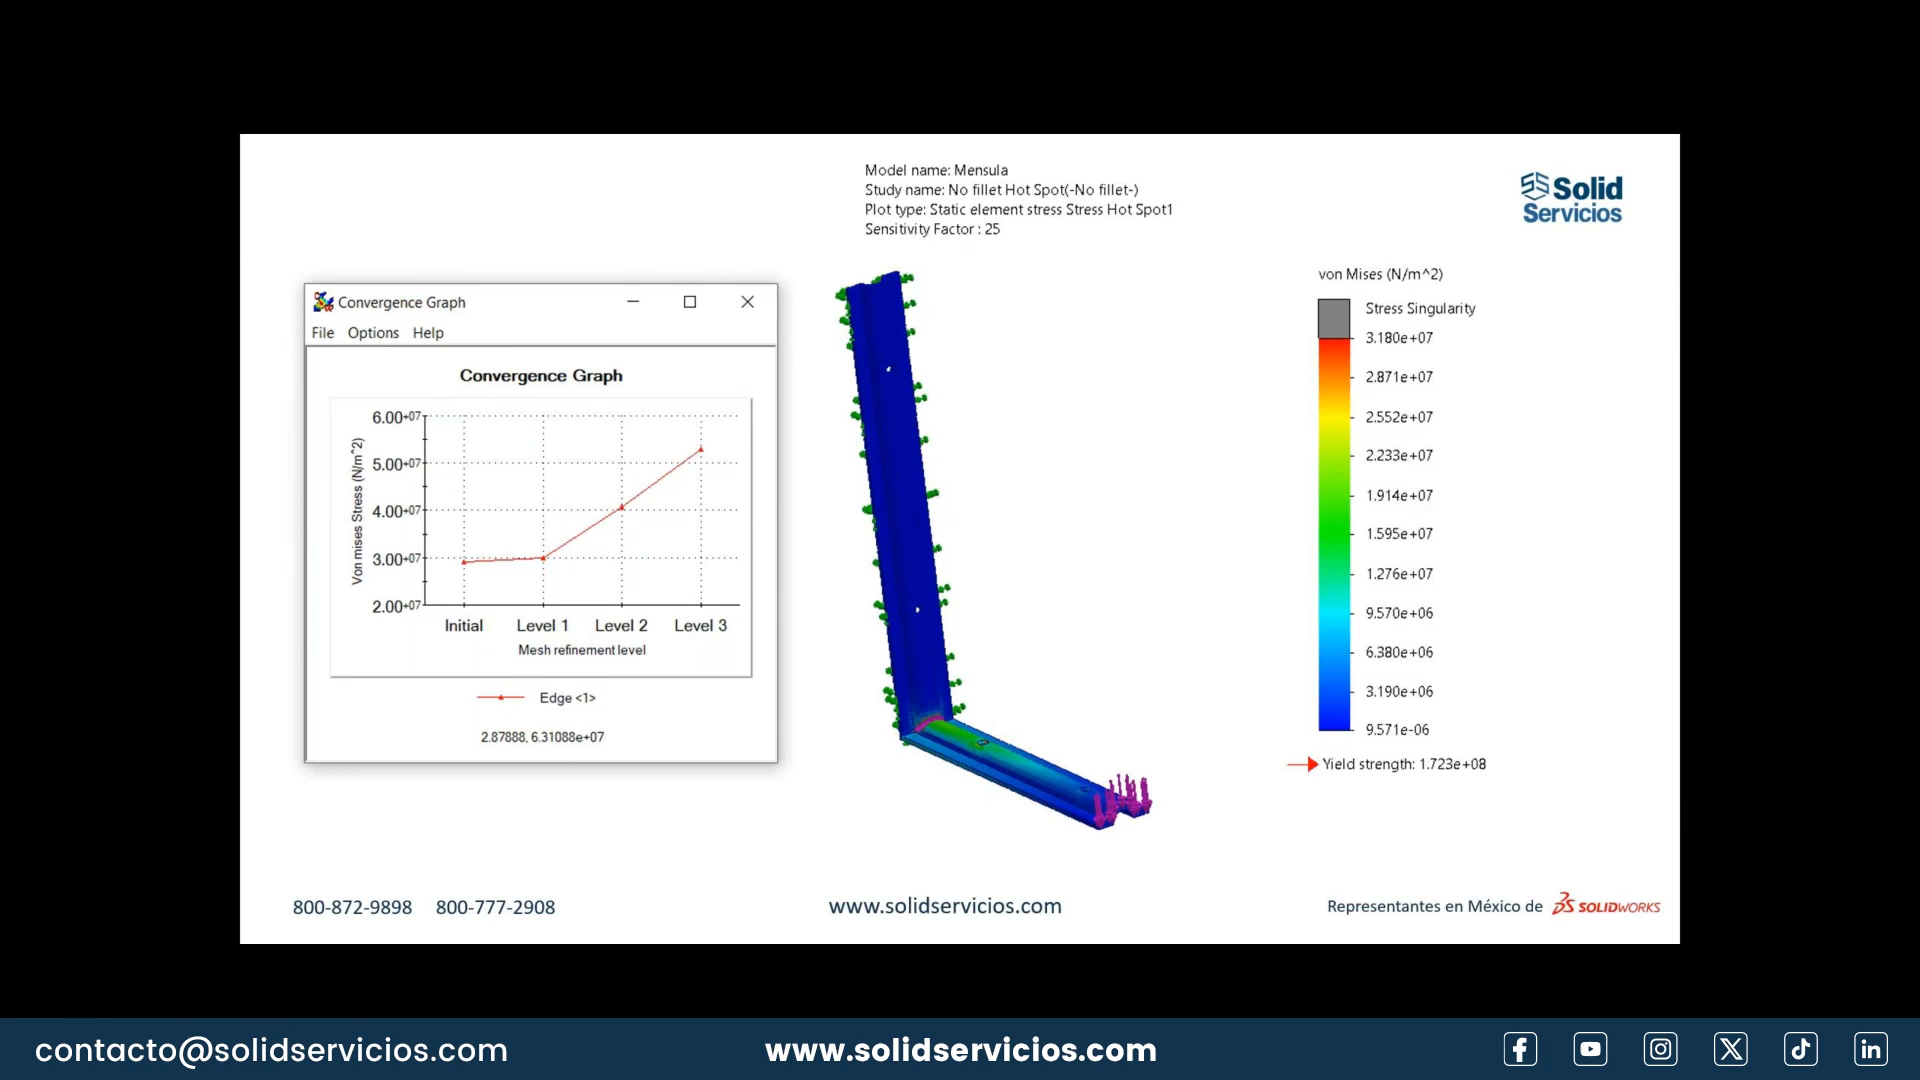 Model name: Mensula
Study name: No fillet Hot Spot(-No fillet-)
Plot type: Static element stress Stress Hot Spot1
Sensitivity Factor : 25
Solid
Servicios
Convergence Graph
File Options Help
Convergence Graph
6.00+07
5.00+07
4.00+07
3.00+07
2.00+07
Von mises Stress (N/m^2)
Initial Level 1 Level 2 Level 3
Mesh refinement level
Edge <1>
2.87888, 6.31088e+07
von Mises (N/m^2)
Stress Singularity
3.180e+07
2.871e+07
2.552e+07
2.233e+07
1.914e+07
1.595e+07
1.276e+07
9.570e+06
6.380e+06
3.190e+06
9.571e-06
Yield strength: 1.723e+08
800-872-9898 800-777-2908
www.solidservicios.com
Representantes en México de SOLIDWORKS
contacto@solidservicios.com
www.solidservicios.com